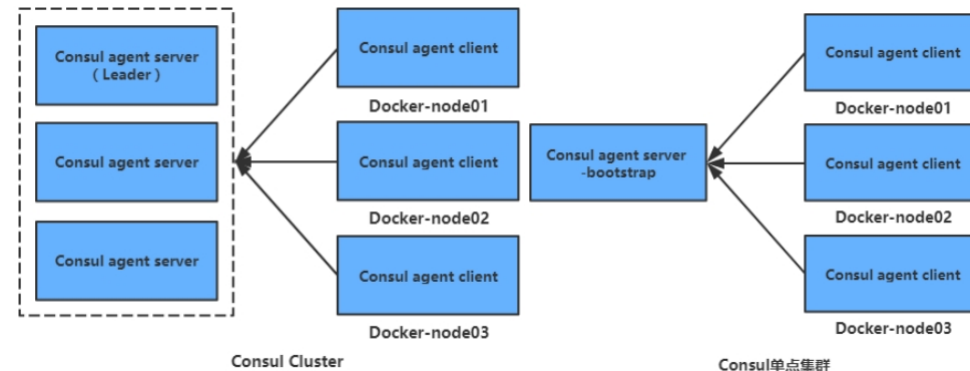 Consul agent server
( Leader )
Consul agent server
Consul agent server
Consul agent client
Docker-node01
Consul agent client
Docker-node02
Consul agent client
Docker-node03
Consul Cluster
Consul agent server
-bootstrap
Consul agent client
Docker-node01
Consul agent client
Docker-node02
Consul agent client
Docker-node03
Consul单点集群